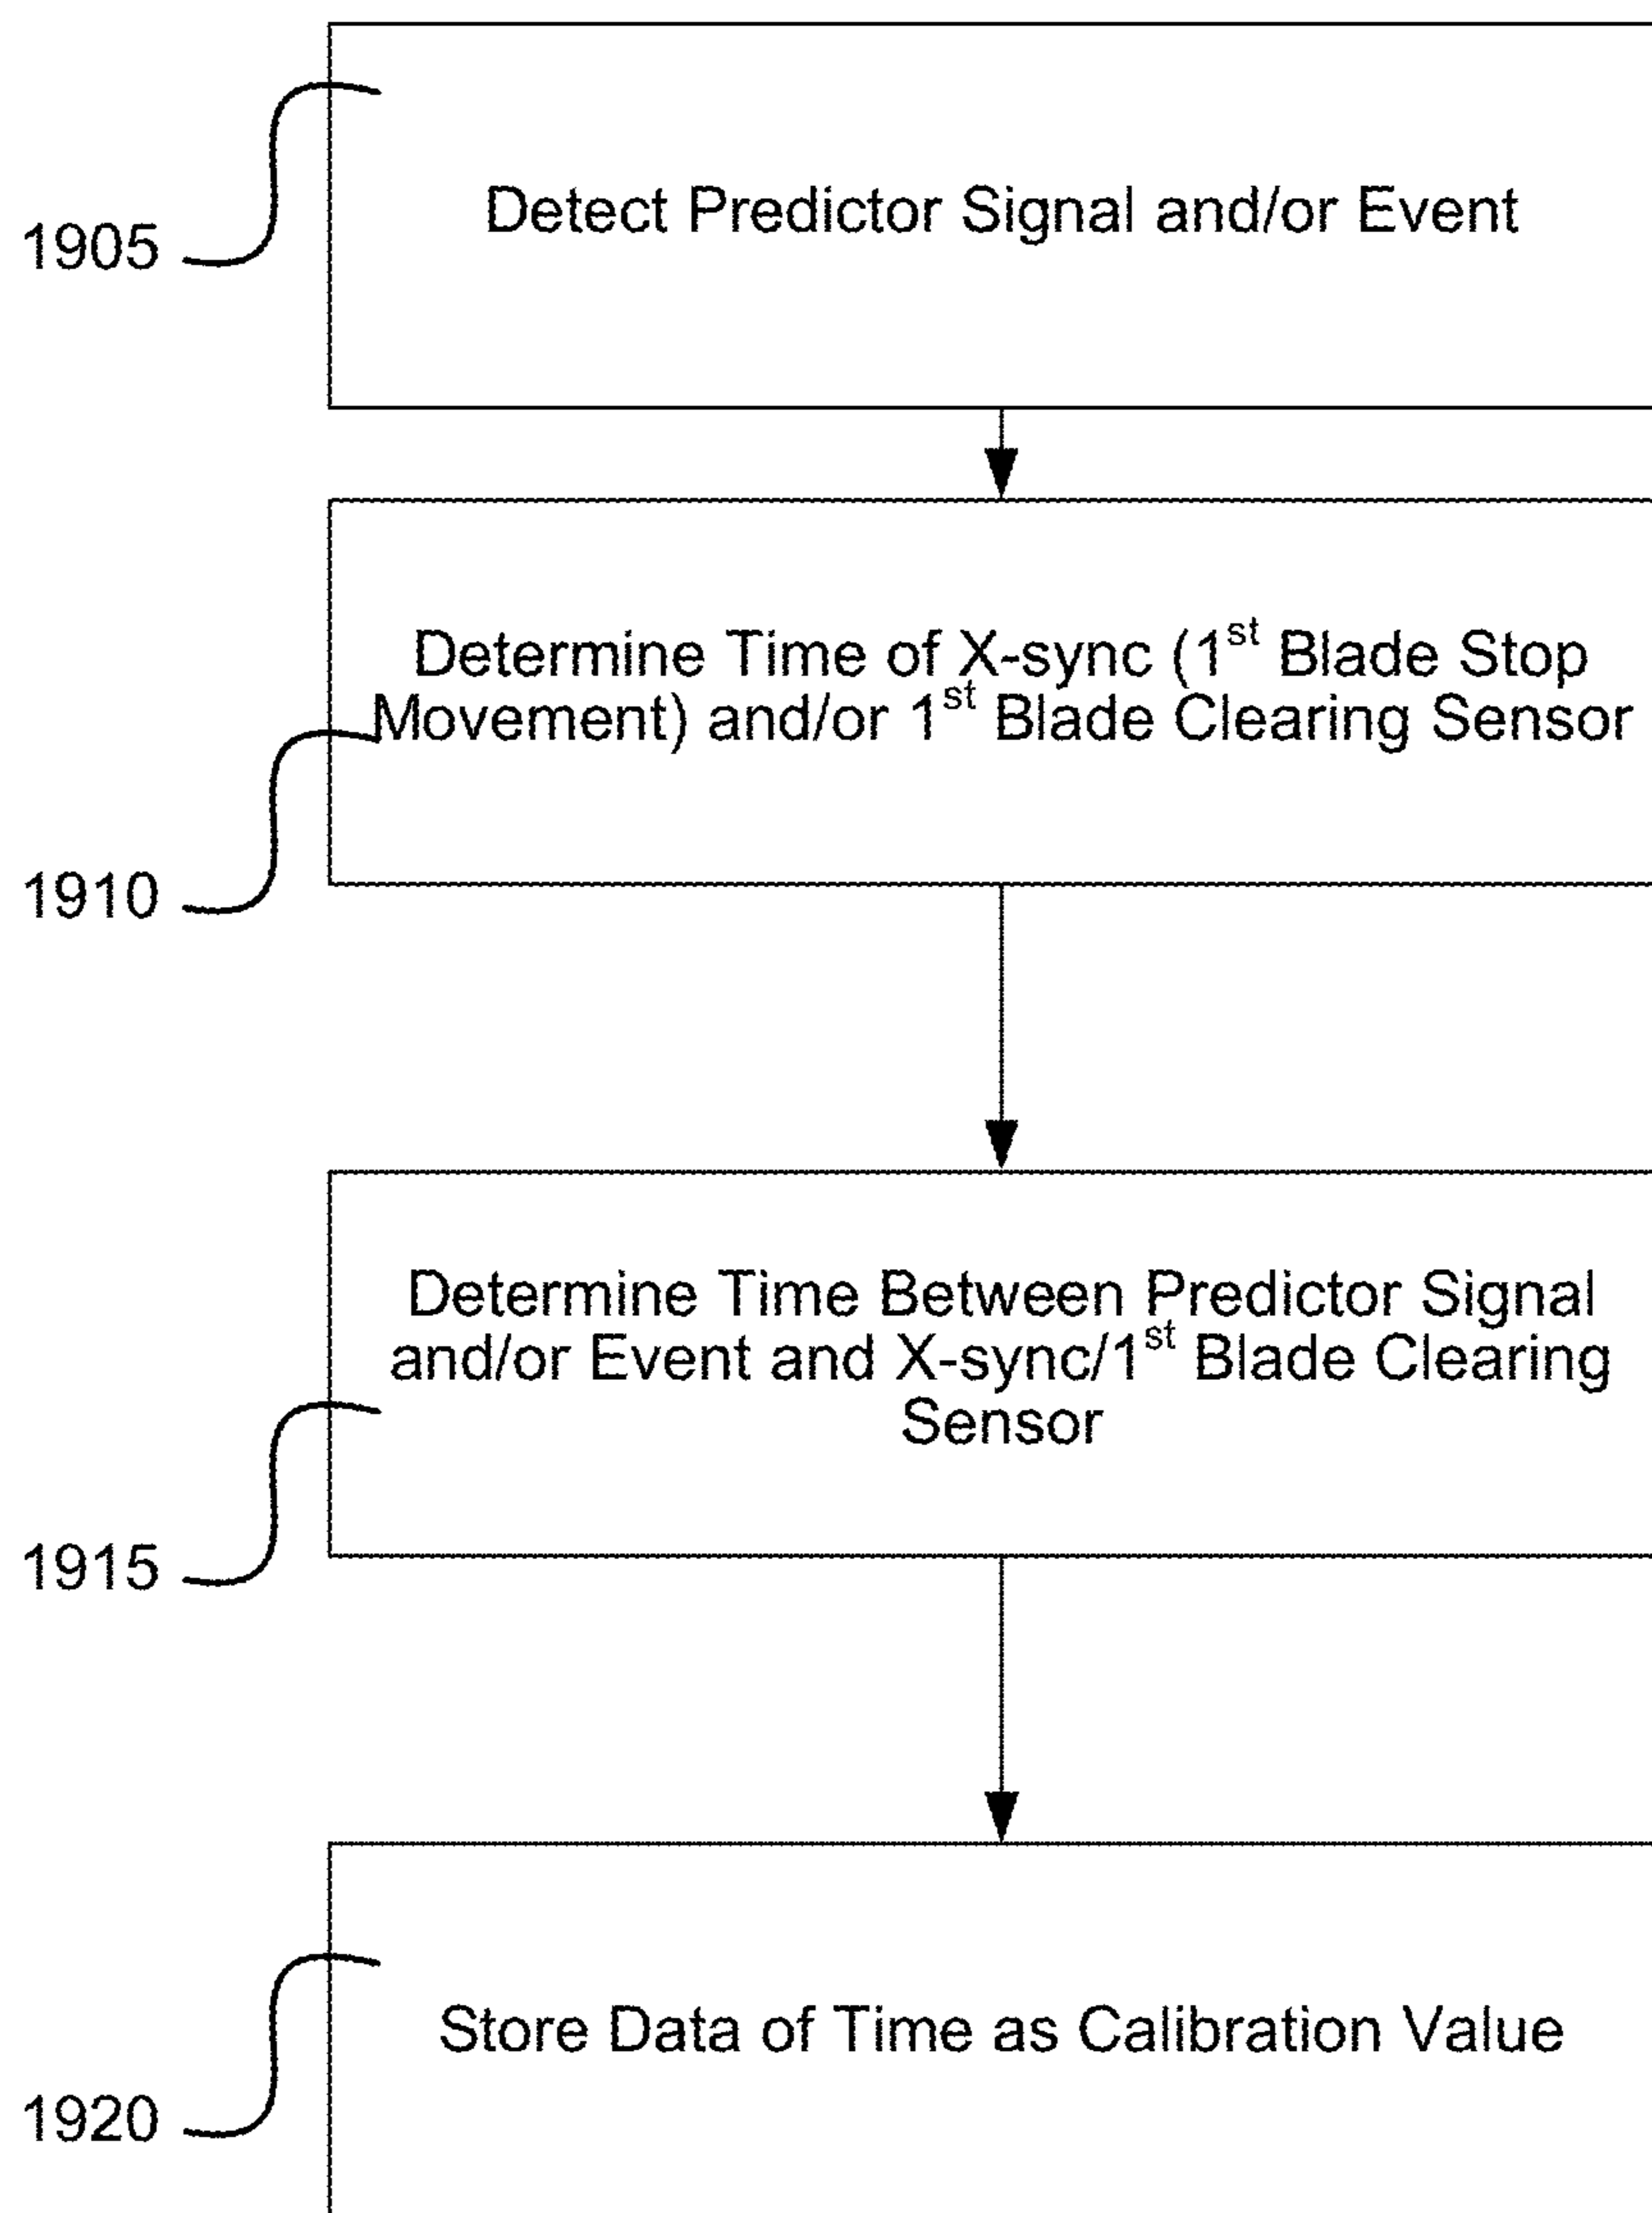 Detect Predictor Signal and/or Event
1905
Determine Time of X-sync (1st Blade Stop
Movement) and/or 1st Blade Clearing Sensor
1910
Determine Time Between Predictor Signal
and/or Event and X-sync/1st Blade Clearing
Sensor
1915
Store Data of Time as Calibration Value
1920